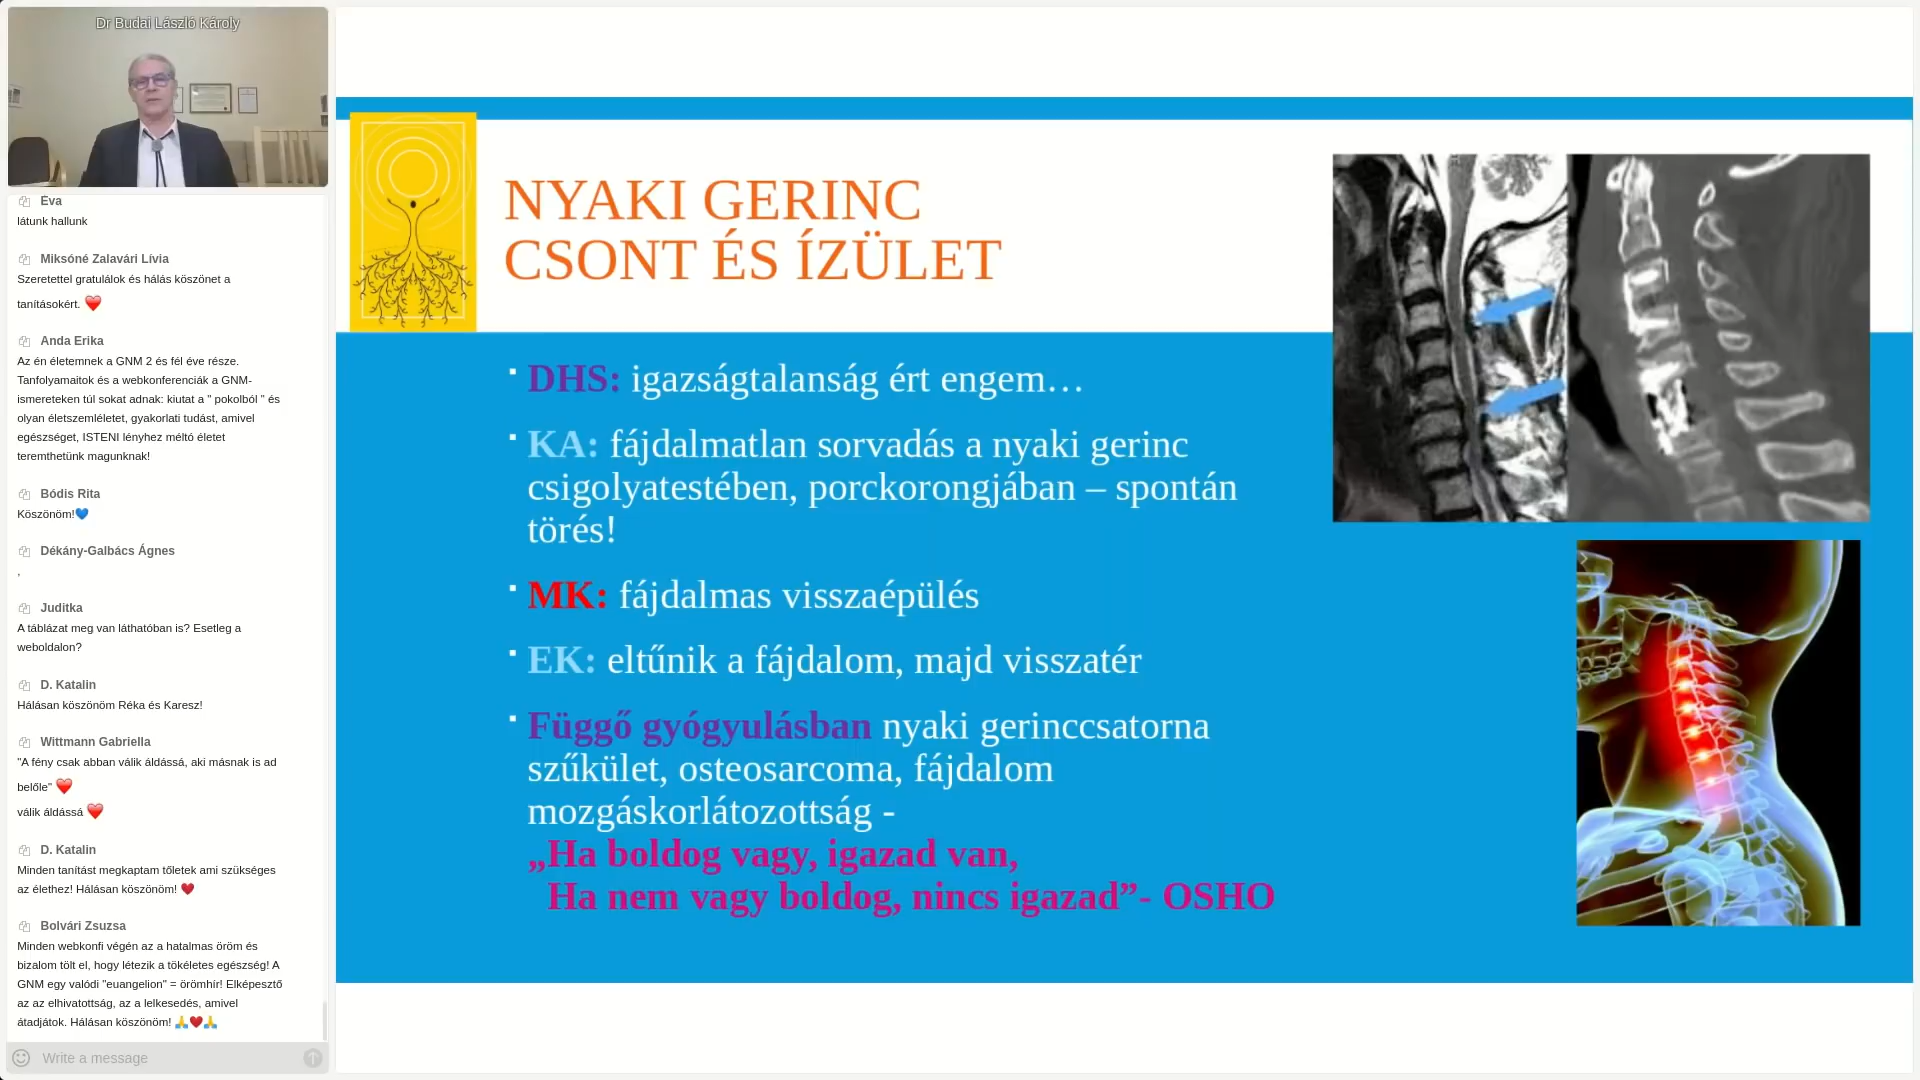 Dr Budai László Károly
Éva
látunk hallunk
Miksóné Zalavári Lívia
Szeretettel gratulálok és hálás köszönet a
tanításokért. ❤️
Anda Erika
Az én életemnek a GNM 2 és fél éve része.
Tanfolyamaitok és a webkonferenciák a GNM-
ismereteken túl sokat adnak: kiutat a " pokolból " és
olyan életszemléletet, gyakorlati tudást, amivel
egészséget, ISTENI lényhez méltó életet
teremthetünk magunknak!
Bódis Rita
Köszönöm!💙
Dékány-Galbács Ágnes
,
Juditka
A táblázat meg van láthatóban is? Esetleg a
weboldalon?
D. Katalin
Hálásan köszönöm Réka és Karesz!
Wittmann Gabriella
"A fény csak abban válik áldássá, aki másnak is ad
belőle" ❤️
válik áldássá ❤️
D. Katalin
Minden tanítást megkaptam tőletek ami szükséges
az élethez! Hálásan köszönöm! ❤️
Bolvári Zsuzsa
Minden webkonfi végén az a hatalmas öröm és
bizalom tölt el, hogy létezik a tökéletes egészség! A
GNM egy valódi "euangelion" = örömhír! Elképesztő
az az elhivatottság, az a lelkesedés, amivel
átadjátok. Hálásan köszönöm! 🙏❤️🙏
Write a message
NYAKI GERINC
CSONT ÉS ÍZÜLET
DHS: igazságtalanság ért engem…
KA: fájdalmatlan sorvadás a nyaki gerinc
csigolyatestében, porckorongjában – spontán
törés!
MK: fájdalmas visszaépülés
EK: eltűnik a fájdalom, majd visszatér
Függő gyógyulásban nyaki gerinccsatorna
szűkület, osteosarcoma, fájdalom
mozgáskorlátozottság -
„Ha boldog vagy, igazad van,
Ha nem vagy boldog, nincs igazad”- OSHO